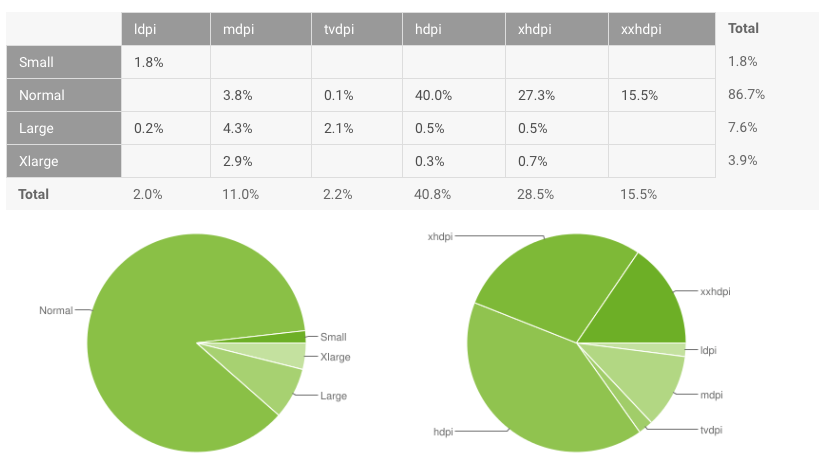 ldpi mdpi tvdpi hdpi xhdpi xxhdpi Total
Small 1.8% 1.8%
Normal 3.8% 0.1% 40.0% 27.3% 15.5% 86.7%
Large 0.2% 4.3% 2.1% 0.5% 0.5% 7.6%
Xlarge 2.9% 0.3% 0.7% 3.9%
Total 2.0% 11.0% 2.2% 40.8% 28.5% 15.5%
Normal
Small
Xlarge
Large
xhdpi
xxhdpi
ldpi
mdpi
tvdpi
hdpi